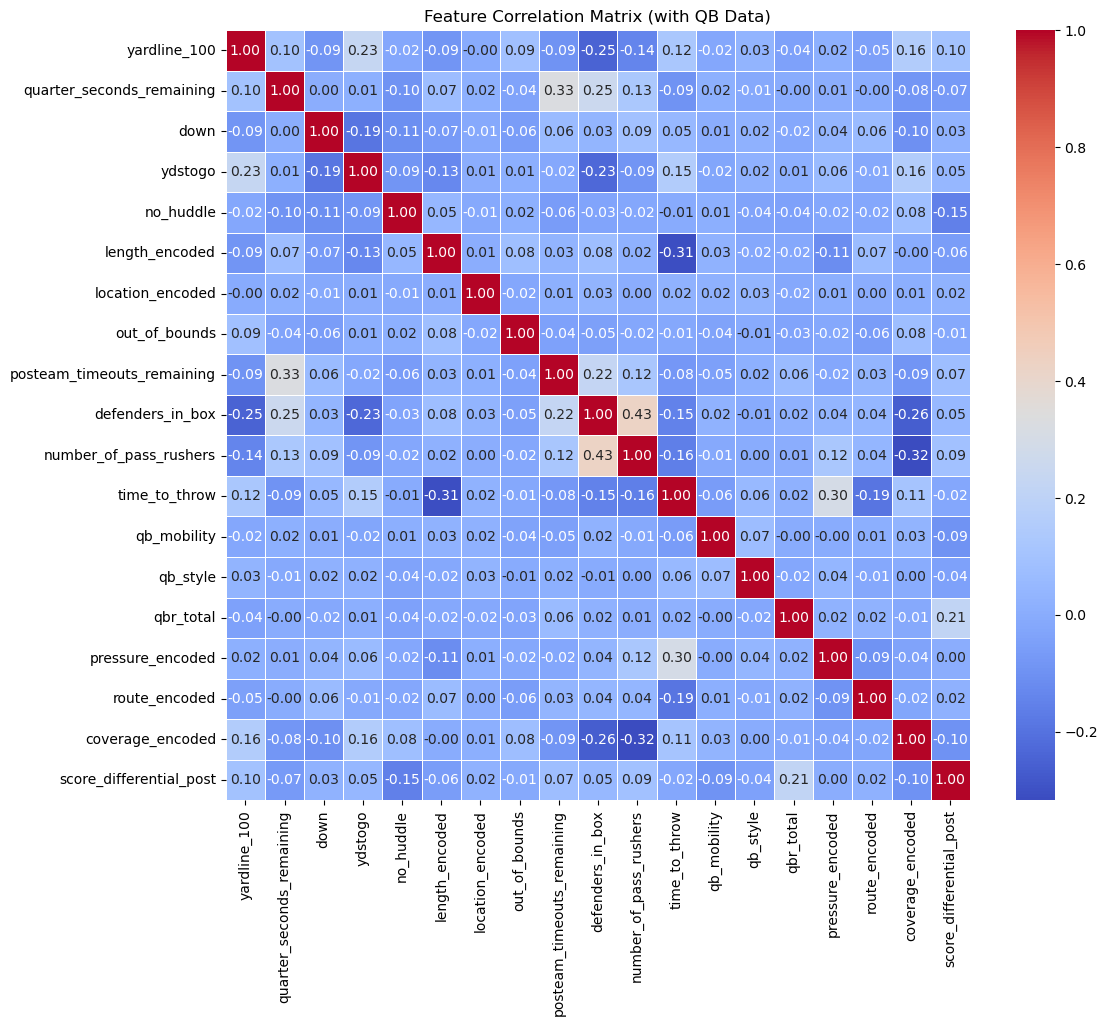 Feature Correlation Matrix (with QB Data)
yardline_100 1.00 0.10 -0.09 0.23 -0.02 -0.09 -0.00 0.09 -0.09 -0.25 -0.14 0.12 -0.02 0.03 -0.04 0.02 -0.05 0.16 0.10
quarter_seconds_remaining 0.10 1.00 0.00 0.01 -0.10 0.07 0.02 -0.04 0.33 0.25 0.13 -0.09 0.02 -0.01 -0.00 0.01 -0.00 -0.08 -0.07
down -0.09 0.00 1.00 -0.19 -0.11 -0.07 -0.01 -0.06 0.06 0.03 0.09 0.05 0.01 0.02 -0.02 0.04 0.06 -0.10 0.03
ydstogo 0.23 0.01 -0.19 1.00 -0.09 -0.13 0.01 0.01 -0.02 -0.23 -0.09 0.15 -0.02 0.02 0.01 0.06 -0.01 0.16 0.05
no_huddle -0.02 -0.10 -0.11 -0.09 1.00 0.05 -0.01 0.02 -0.06 -0.03 -0.02 -0.01 0.01 -0.04 -0.04 -0.02 -0.02 0.08 -0.15
length_encoded -0.09 0.07 -0.07 -0.13 0.05 1.00 0.01 0.08 0.03 0.08 0.02 -0.31 0.03 -0.02 -0.02 -0.11 0.07 -0.00 -0.06
location_encoded -0.00 0.02 -0.01 0.01 -0.01 0.01 1.00 -0.02 0.01 0.03 0.00 0.02 0.02 0.03 -0.02 0.01 0.00 0.01 0.02
out_of_bounds 0.09 -0.04 -0.06 0.01 0.02 0.08 -0.02 1.00 -0.04 -0.05 -0.02 -0.01 -0.04 -0.01 -0.03 -0.02 -0.06 0.08 -0.01
posteam_timeouts_remaining -0.09 0.33 0.06 -0.02 -0.06 0.03 0.01 -0.04 1.00 0.22 0.12 -0.08 -0.05 0.02 0.06 -0.02 0.03 -0.09 0.07
defenders_in_box -0.25 0.25 0.03 -0.23 -0.03 0.08 0.03 -0.05 0.22 1.00 0.43 -0.15 0.02 -0.01 0.02 0.04 0.04 -0.26 0.05
number_of_pass_rushers -0.14 0.13 0.09 -0.09 -0.02 0.02 0.00 -0.02 0.12 0.43 1.00 -0.16 -0.01 0.00 0.01 0.12 0.04 -0.32 0.09
time_to_throw 0.12 -0.09 0.05 0.15 -0.01 -0.31 0.02 -0.01 -0.08 -0.15 -0.16 1.00 -0.06 0.06 0.02 0.30 -0.19 0.11 -0.02
qb_mobility -0.02 0.02 0.01 -0.02 0.01 0.03 0.02 -0.04 -0.05 0.02 -0.01 -0.06 1.00 0.07 -0.00 -0.00 0.01 0.03 -0.09
qb_style 0.03 -0.01 0.02 0.02 -0.04 -0.02 0.03 -0.01 0.02 -0.01 0.00 0.06 0.07 1.00 -0.02 0.04 -0.01 0.00 -0.04
qbr_total -0.04 -0.00 -0.02 0.01 -0.04 -0.02 -0.02 -0.03 0.06 0.02 0.01 0.02 -0.00 -0.02 1.00 0.02 0.02 -0.01 0.21
pressure_encoded 0.02 0.01 0.04 0.06 -0.02 -0.11 0.01 -0.02 -0.02 0.04 0.12 0.30 -0.00 0.04 0.02 1.00 -0.09 -0.04 0.00
route_encoded -0.05 -0.00 0.06 -0.01 -0.02 0.07 0.00 -0.06 0.03 0.04 0.04 -0.19 0.01 -0.01 0.02 -0.09 1.00 -0.02 0.02
coverage_encoded 0.16 -0.08 -0.10 0.16 0.08 -0.00 0.01 0.08 -0.09 -0.26 -0.32 0.11 0.03 0.00 -0.01 -0.04 -0.02 1.00 -0.10
score_differential_post 0.10 -0.07 0.03 0.05 -0.15 -0.06 0.02 -0.01 0.07 0.05 0.09 -0.02 -0.09 -0.04 0.21 0.00 0.02 -0.10 1.00
yardline_100
quarter_seconds_remaining
down
ydstogo
no_huddle
length_encoded
location_encoded
out_of_bounds
posteam_timeouts_remaining
defenders_in_box
number_of_pass_rushers
time_to_throw
qb_mobility
qb_style
qbr_total
pressure_encoded
route_encoded
coverage_encoded
score_differential_post
1.0
0.8
0.6
0.4
0.2
0.0
−0.2